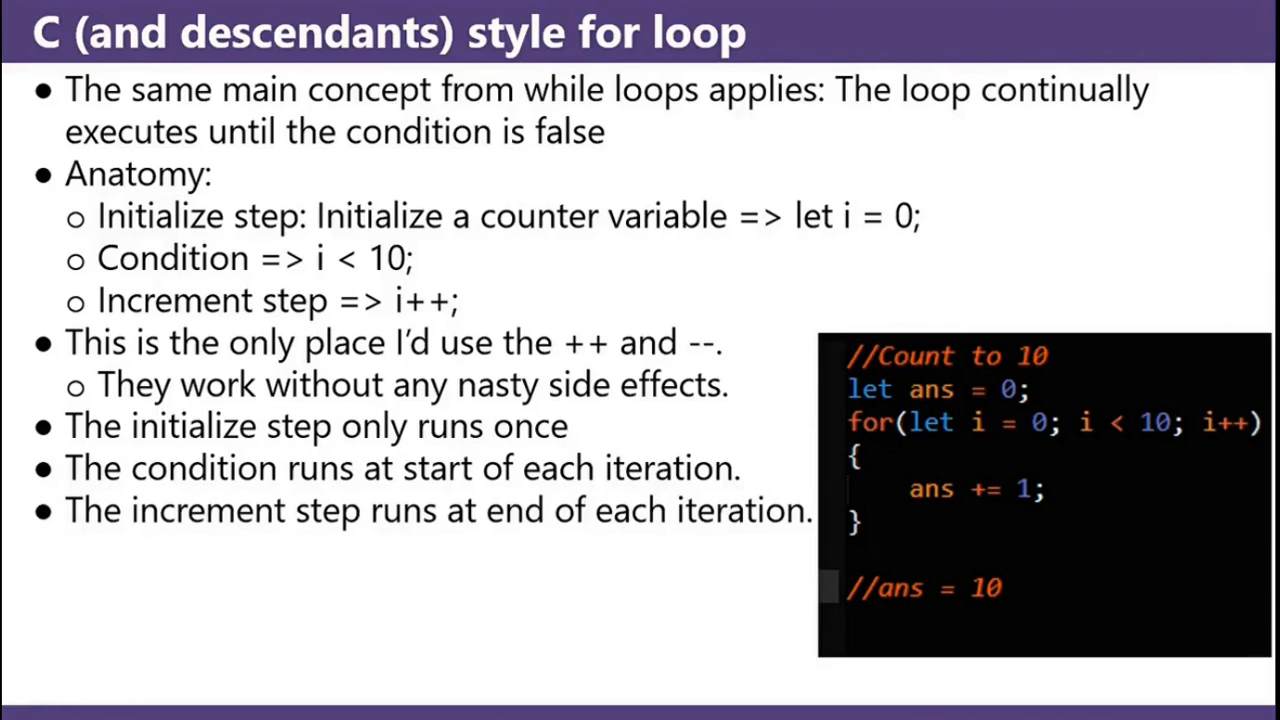 C (and descendants) style for loop
● The same main concept from while loops applies: The loop continually
executes until the condition is false
● Anatomy:
○ Initialize step: Initialize a counter variable => let i = 0;
○ Condition => i < 10;
○ Increment step => i++;
● This is the only place I’d use the ++ and --.
○ They work without any nasty side effects.
● The initialize step only runs once
● The condition runs at start of each iteration.
● The increment step runs at end of each iteration.
//Count to 10
let ans = 0;
for(let i = 0; i < 10; i++)
{
    ans += 1;
}
//ans = 10